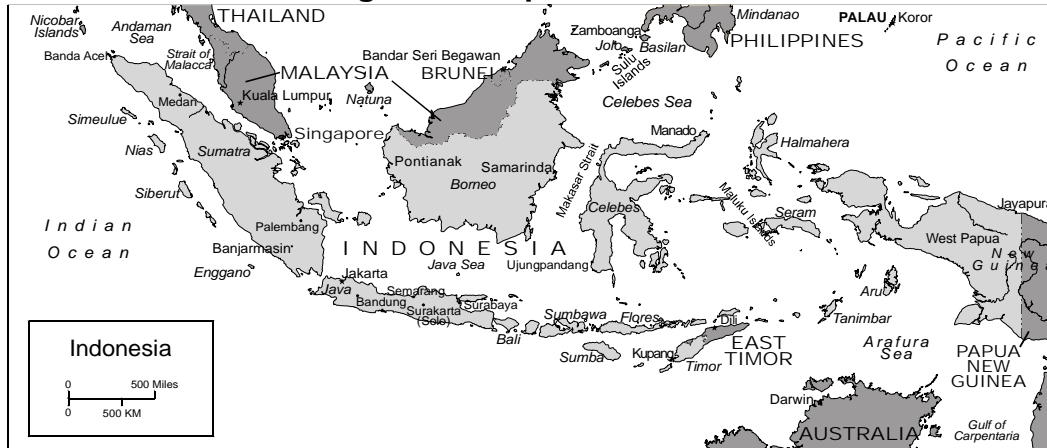 THAILAND
Nicobar
Islands
Andaman
Sea
Banda Aceh
Strait of
Malacca
MALAYSIA
Kuala Lumpur
Medan
Simeulue
Nias
Siberut
Sumatra
Singapore
Natuna
Bandar Seri Begawan
BRUNEI
Zamboanga
Jolo
Basilan
Sulu
Islands
Mindanao
PHILIPPINES
PALAU
Koror
Pacific
Ocean
Celebes Sea
Manado
Halmahera
Pontianak
Samarinda
Borneo
Makasar Strait
Celebes
Maluku Islands
Seram
Jayapura
West Papua
New
Guinea
Indian
Ocean
Palembang
Banjarmasin
Enggano
INDONESIA
Java Sea
Ujungpandang
Jakarta
Java
Semarang
Bandung
Surakarta
(Solo)
Surabaya
Bali
Sumbawa
Flores
Sumba
Kupang
Timor
Dili
EAST
TIMOR
Aru
Tanimbar
Arafura
Sea
PAPUA
NEW
GUINEA
Darwin
AUSTRALIA
Gulf of
Carpentaria
Indonesia
0 500 Miles
0 500 KM